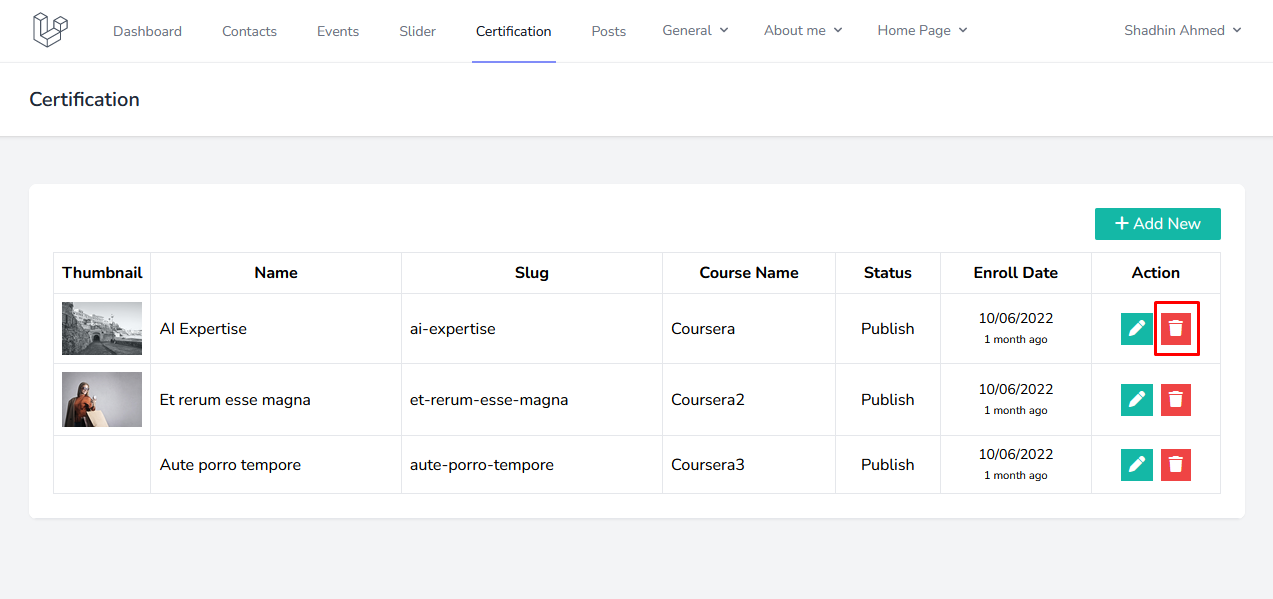 Dashboard Contacts Events Slider Certification Posts General About me Home Page Shadhin Ahmed
Certification
+ Add New
Thumbnail Name Slug Course Name Status Enroll Date Action
AI Expertise ai-expertise Coursera Publish 10/06/2022
1 month ago
Et rerum esse magna et-rerum-esse-magna Coursera2 Publish 10/06/2022
1 month ago
Aute porro tempore aute-porro-tempore Coursera3 Publish 10/06/2022
1 month ago